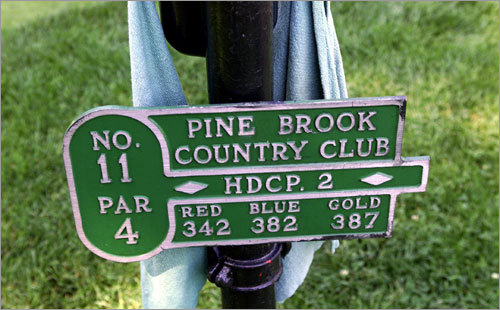 NO.
11
PAR
4
PINE BROOK
COUNTRY CLUB
HDCP. 2
RED BLUE GOLD
342 382 387